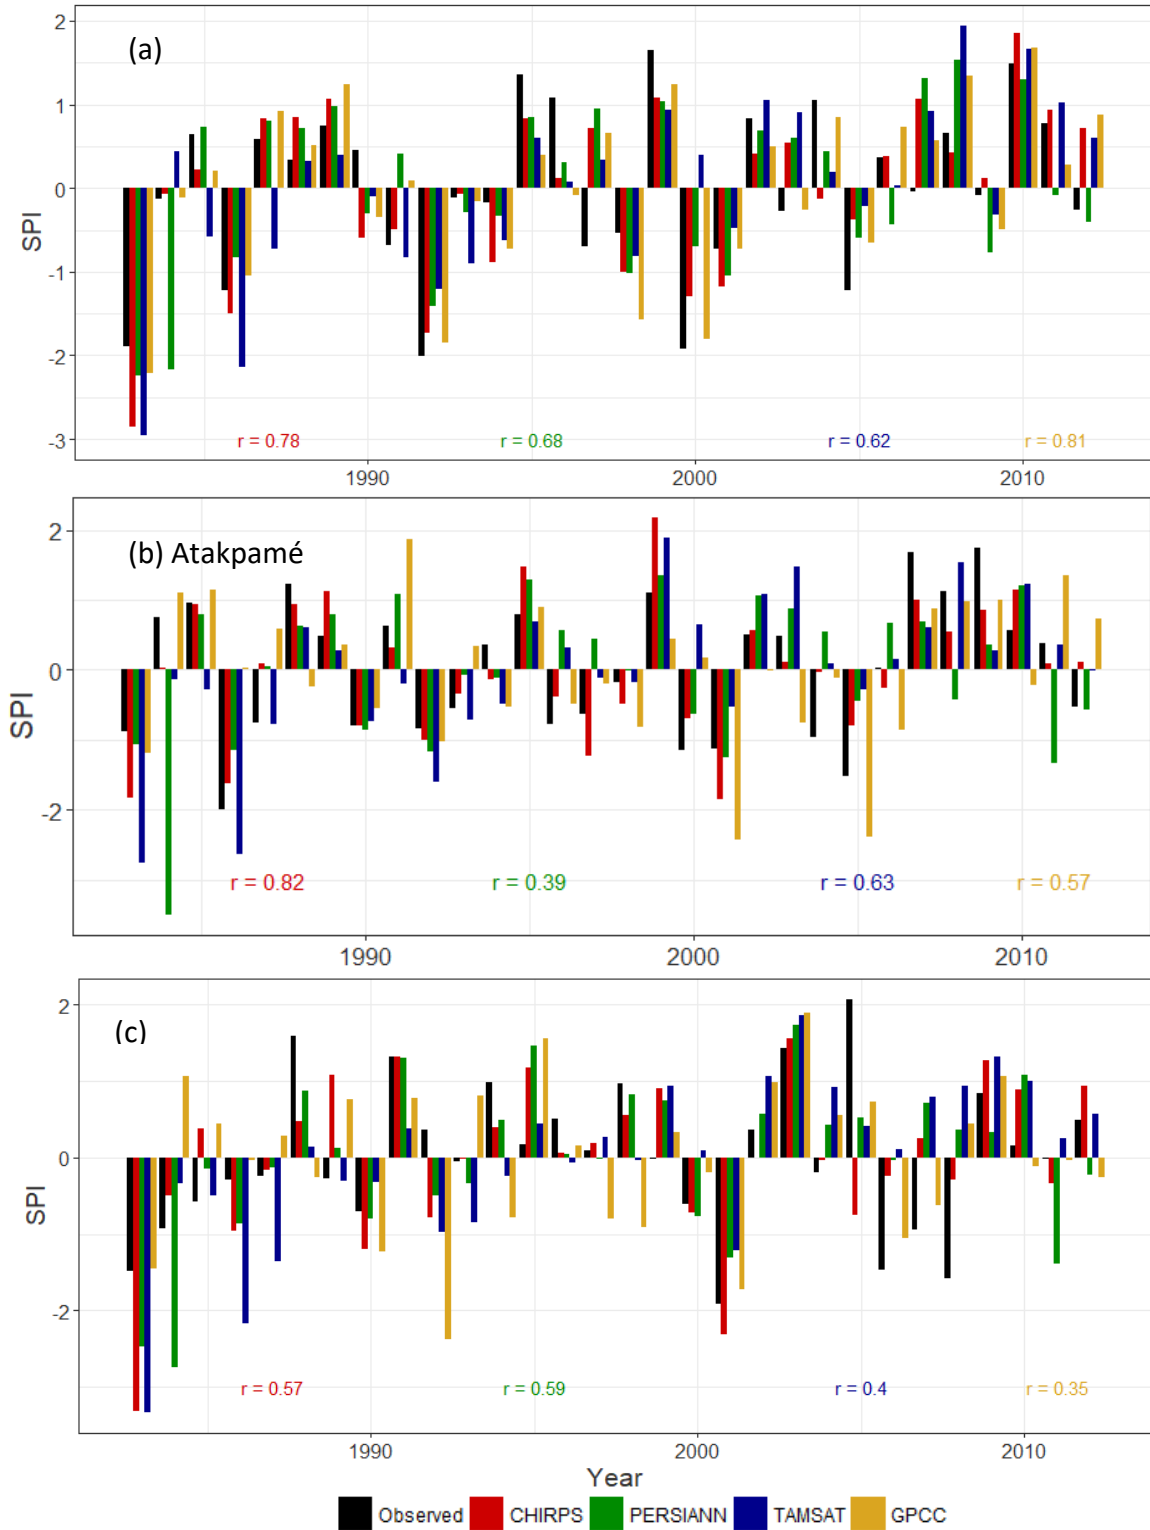 (a)
2
1
0
-1
-2
-3
SPI
r = 0.78 r = 0.68 r = 0.62 r = 0.81
1990 2000 2010
(b) Atakpamé
2
0
-2
SPI
r = 0.82 r = 0.39 r = 0.63 r = 0.57
1990 2000 2010
(c)
2
0
-2
SPI
r = 0.57 r = 0.59 r = 0.4 r = 0.35
1990 2000 2010
Year
Observed CHIRPS PERSIANN TAMSAT GPCC